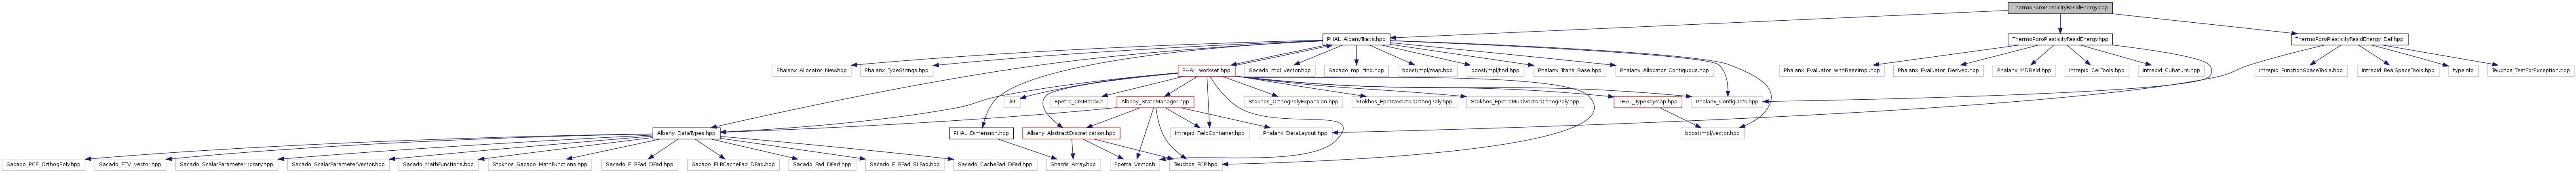 ThermoPoroPlasticityResidEnergy.cpp
PHAL_AlbanyTraits.hpp
ThermoPoroPlasticityResidEnergy.hpp
ThermoPoroPlasticityResidEnergy_Def.hpp
Phalanx_Allocator_New.hpp
Phalanx_TypeStrings.hpp
PHAL_Workset.hpp
Sacado_mpl_vector.hpp
Sacado_mpl_find.hpp
boost/mpl/map.hpp
boost/mpl/find.hpp
Phalanx_Traits_Base.hpp
Phalanx_Allocator_Contiguous.hpp
Phalanx_Evaluator_WithBaseImpl.hpp
Phalanx_Evaluator_Derived.hpp
Phalanx_MDField.hpp
Intrepid_CellTools.hpp
Intrepid_Cubature.hpp
Intrepid_FunctionSpaceTools.hpp
Intrepid_RealSpaceTools.hpp
typeinfo
Teuchos_TestForException.hpp
list
Epetra_CrsMatrix.h
Albany_StateManager.hpp
Stokhos_OrthogPolyExpansion.hpp
Stokhos_EpetraVectorOrthogPoly.hpp
Stokhos_EpetraMultiVectorOrthogPoly.hpp
PHAL_TypeKeyMap.hpp
Phalanx_ConfigDefs.hpp
Albany_DataTypes.hpp
PHAL_Dimension.hpp
Albany_AbstractDiscretization.hpp
Intrepid_FieldContainer.hpp
Phalanx_DataLayout.hpp
boost/mpl/vector.hpp
Sacado_PCE_OrthogPoly.hpp
Sacado_ETV_Vector.hpp
Sacado_ScalarParameterLibrary.hpp
Sacado_ScalarParameterVector.hpp
Sacado_MathFunctions.hpp
Stokhos_Sacado_MathFunctions.hpp
Sacado_ELRFad_DFad.hpp
Sacado_ELRCacheFad_DFad.hpp
Sacado_Fad_DFad.hpp
Sacado_ELRFad_SLFad.hpp
Sacado_CacheFad_DFad.hpp
Shards_Array.hpp
Epetra_Vector.h
Teuchos_RCP.hpp